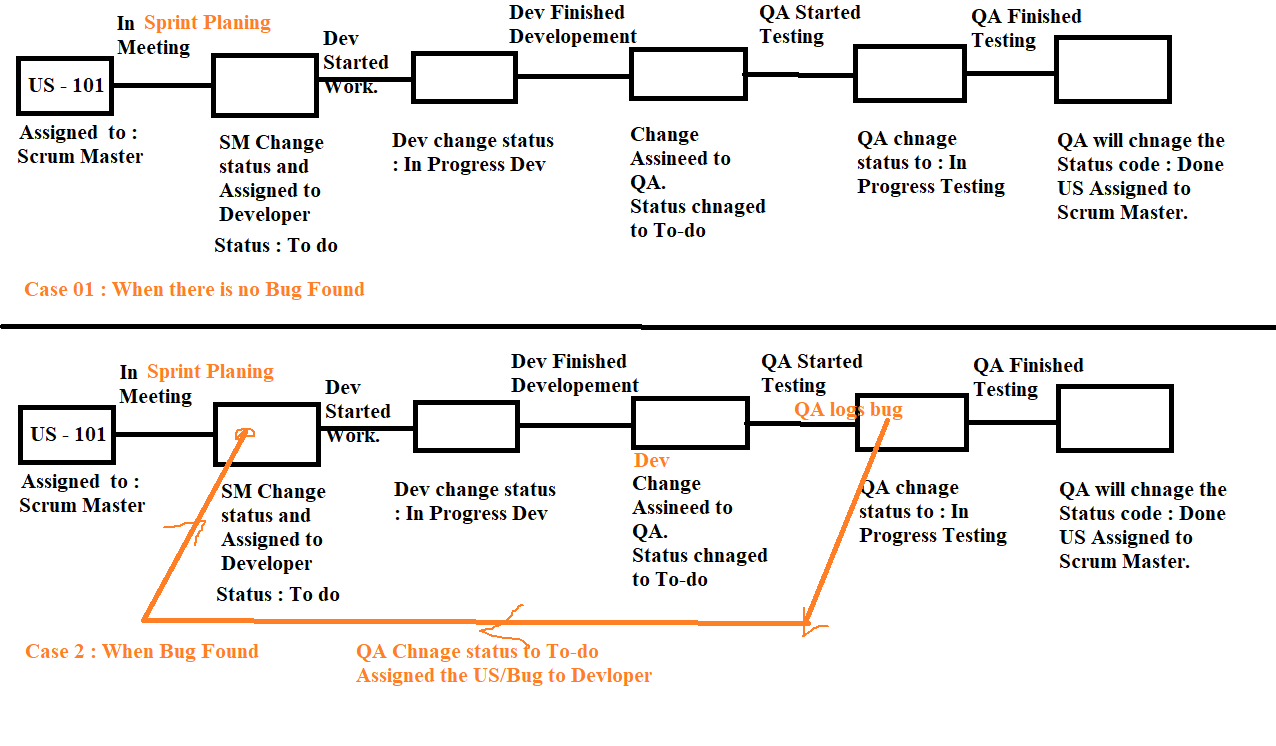 In Sprint Planing
Meeting
Dev
Started
Work.
Dev Finished
Developement
QA Started
Testing
QA Finished
Testing
US - 101
Assigned to :
Scrum Master
SM Change
status and
Assigned to
Developer
Status : To do
Dev change status
: In Progress Dev
Change
Assineed to
QA.
Status chnaged
to To-do
QA chnage
status to : In
Progress Testing
QA will chnage the
Status code : Done
US Assigned to
Scrum Master.
Case 01 : When there is no Bug Found
In Sprint Planing
Meeting
Dev
Started
Work.
Dev Finished
Developement
QA Started
Testing
QA logs bug
QA Finished
Testing
US - 101
Assigned to :
Scrum Master
SM Change
status and
Assigned to
Developer
Status : To do
Dev change status
: In Progress Dev
Dev
Change
Assineed to
QA.
Status chnaged
to To-do
QA chnage
status to : In
Progress Testing
QA will chnage the
Status code : Done
US Assigned to
Scrum Master.
Case 2 : When Bug Found
QA Chnage status to To-do
Assigned the US/Bug to Devloper